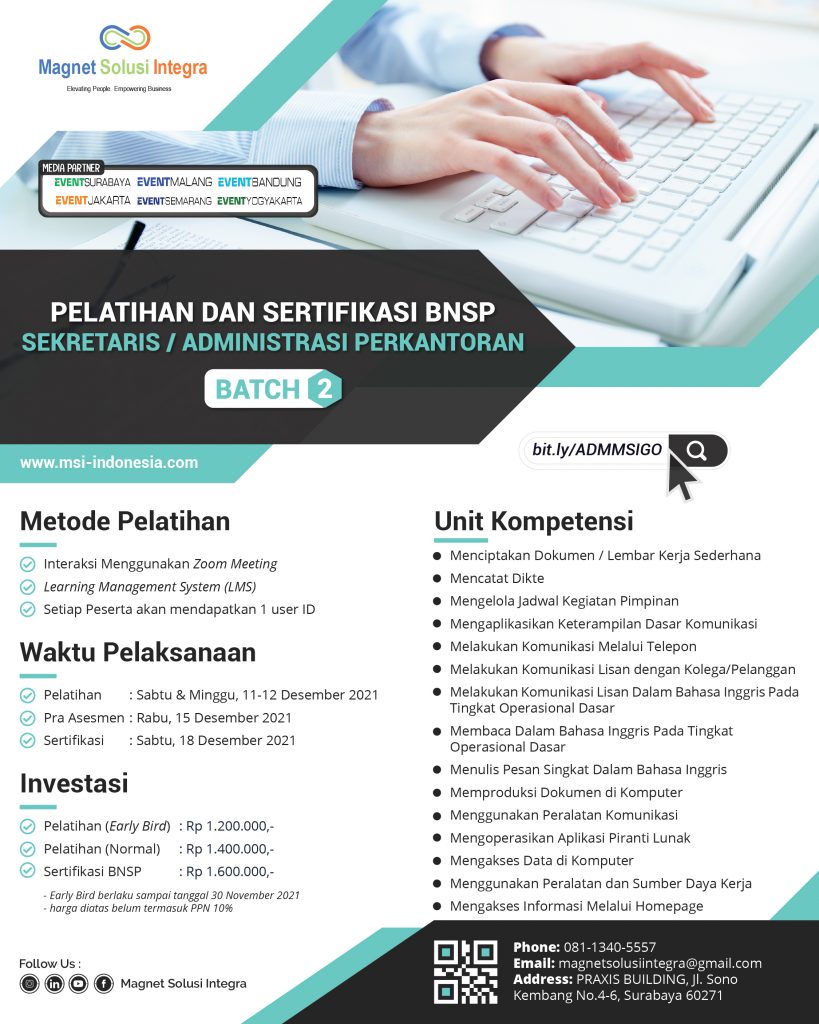 Magnet Solusi Integra
Elevating People. Empowering Business
MEDIA PARTNER
EVENTSURABAYA EVENTMALANG EVENTBANDUNG
EVENTJAKARTA EVENTSEMARANG EVENTYOGYAKARTA
PELATIHAN DAN SERTIFIKASI BNSP
SEKRETARIS / ADMINISTRASI PERKANTORAN
BATCH 2
www.msi-indonesia.com
bit.ly/ADMMSIGO
Metode Pelatihan
Interaksi Menggunakan Zoom Meeting
Learning Management System (LMS)
Setiap Peserta akan mendapatkan 1 user ID
Waktu Pelaksanaan
Pelatihan : Sabtu & Minggu, 11-12 Desember 2021
Pra Asesmen : Rabu, 15 Desember 2021
Sertifikasi : Sabtu, 18 Desember 2021
Investasi
Pelatihan (Early Bird) : Rp 1.200.000,-
Pelatihan (Normal) : Rp 1.400.000,-
Sertifikasi BNSP : Rp 1.600.000,-
- Early Bird berlaku sampai tanggal 30 November 2021
- harga diatas belum termasuk PPN 10%
Unit Kompetensi
Menciptakan Dokumen / Lembar Kerja Sederhana
Mencatat Dikte
Mengelola Jadwal Kegiatan Pimpinan
Mengaplikasikan Keterampilan Dasar Komunikasi
Melakukan Komunikasi Melalui Telepon
Melakukan Komunikasi Lisan dengan Kolega/Pelanggan
Melakukan Komunikasi Lisan Dalam Bahasa Inggris Pada
Tingkat Operasional Dasar
Membaca Dalam Bahasa Inggris Pada Tingkat
Operasional Dasar
Menulis Pesan Singkat Dalam Bahasa Inggris
Memproduksi Dokumen di Komputer
Menggunakan Peralatan Komunikasi
Mengoperasikan Aplikasi Piranti Lunak
Mengakses Data di Komputer
Menggunakan Peralatan dan Sumber Daya Kerja
Mengakses Informasi Melalui Homepage
Follow Us :
Magnet Solusi Integra
Phone: 081-1340-5557
Email: magnetsolusiintegra@gmail.com
Address: PRAXIS BUILDING, Jl. Sono
Kembang No.4-6, Surabaya 60271